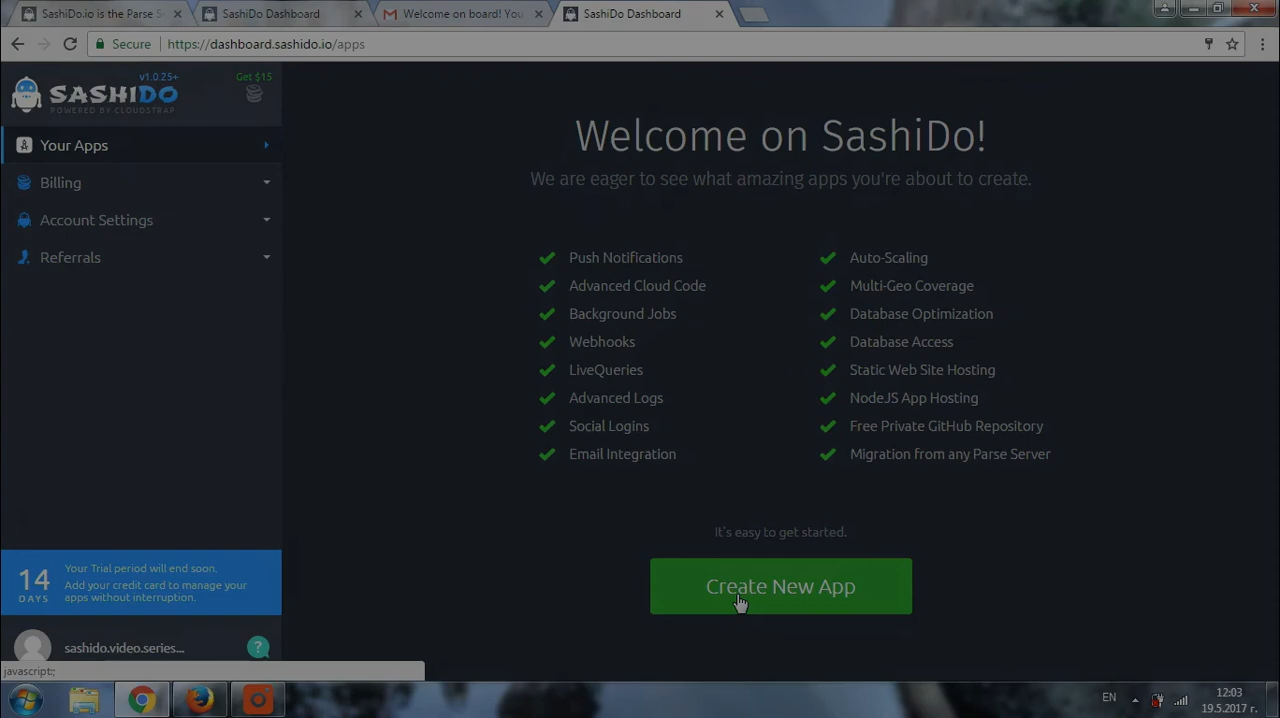 SashiDo.io is the Parse S
SashiDo Dashboard
Welcome on board! You
SashiDo Dashboard
Secure
https://dashboard.sashido.io/apps
v1.0.25+
Get $15
SASHIDO
POWERED BY CLOUDSTRAP
Your Apps
Billing
Account Settings
Referrals
Welcome on SashiDo!
We are eager to see what amazing apps you're about to create.
Push Notifications
Advanced Cloud Code
Background Jobs
Webhooks
LiveQueries
Advanced Logs
Social Logins
Email Integration
Auto-Scaling
Multi-Geo Coverage
Database Optimization
Database Access
Static Web Site Hosting
NodeJS App Hosting
Free Private GitHub Repository
Migration from any Parse Server
It's easy to get started.
Create New App
14
DAYS
Your Trial period will end soon.
Add your credit card to manage your
apps without interruption.
sashido.video.series...
?
javascript:;
EN
12:03
19.5.2017 г.